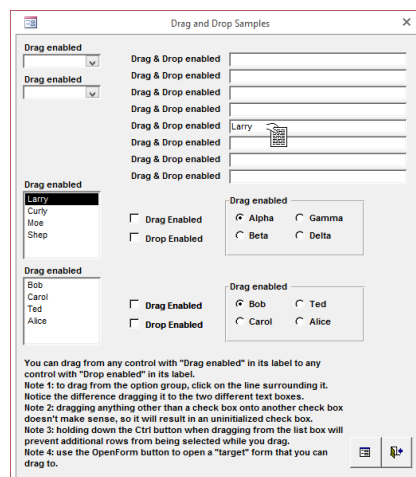 Drag and Drop Samples
Drag enabled
Drag enabled
Drag & Drop enabled
Drag & Drop enabled
Drag & Drop enabled
Drag & Drop enabled
Drag & Drop enabled Larry
Drag & Drop enabled
Drag & Drop enabled
Drag & Drop enabled
Drag enabled
Larry
Curly
Moe
Shep
Drag Enabled
Drop Enabled
Drag enabled
Alpha Gamma
Beta Delta
Drag enabled
Bob
Carol
Ted
Alice
Drag Enabled
Drop Enabled
Drag enabled
Bob Ted
Carol Alice
You can drag from any control with "Drag enabled" in its label to any
control with "Drop enabled" in its label.
Note 1: to drag from the option group, click on the line surrounding it.
Notice the difference dragging it to the two different text boxes.
Note 2: dragging anything other than a check box onto another check box
doesn't make sense, so it will result in an uninitialized check box.
Note 3: holding down the Ctrl button when dragging from the list box will
prevent additional rows from being selected while you drag.
Note 4: use the OpenForm button to open a "target" form that you can
drag to.